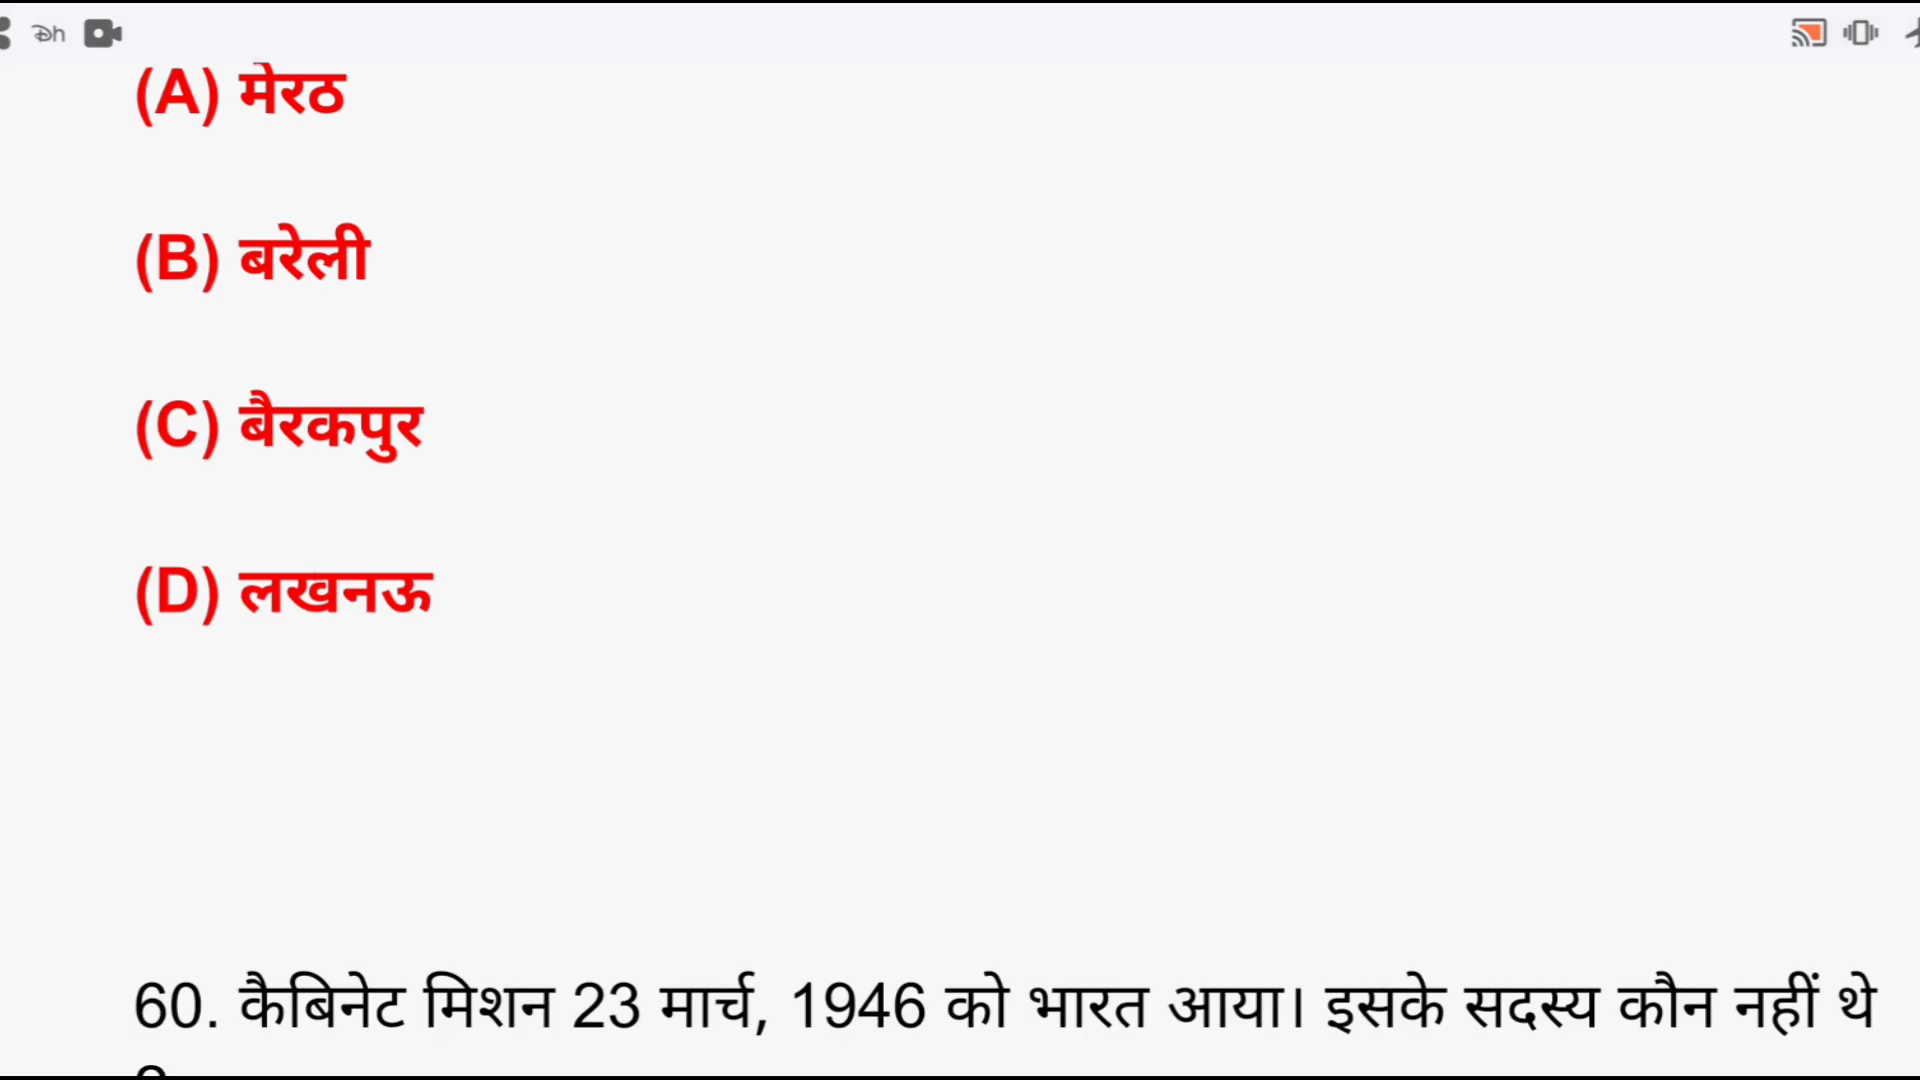 (A) मेरठ
(B) बरेली
(C) बैरकपुर
(D) लखनऊ
60. कैबिनेट मिशन 23 मार्च, 1946 को भारत आया। इसके सदस्य कौन नहीं थे